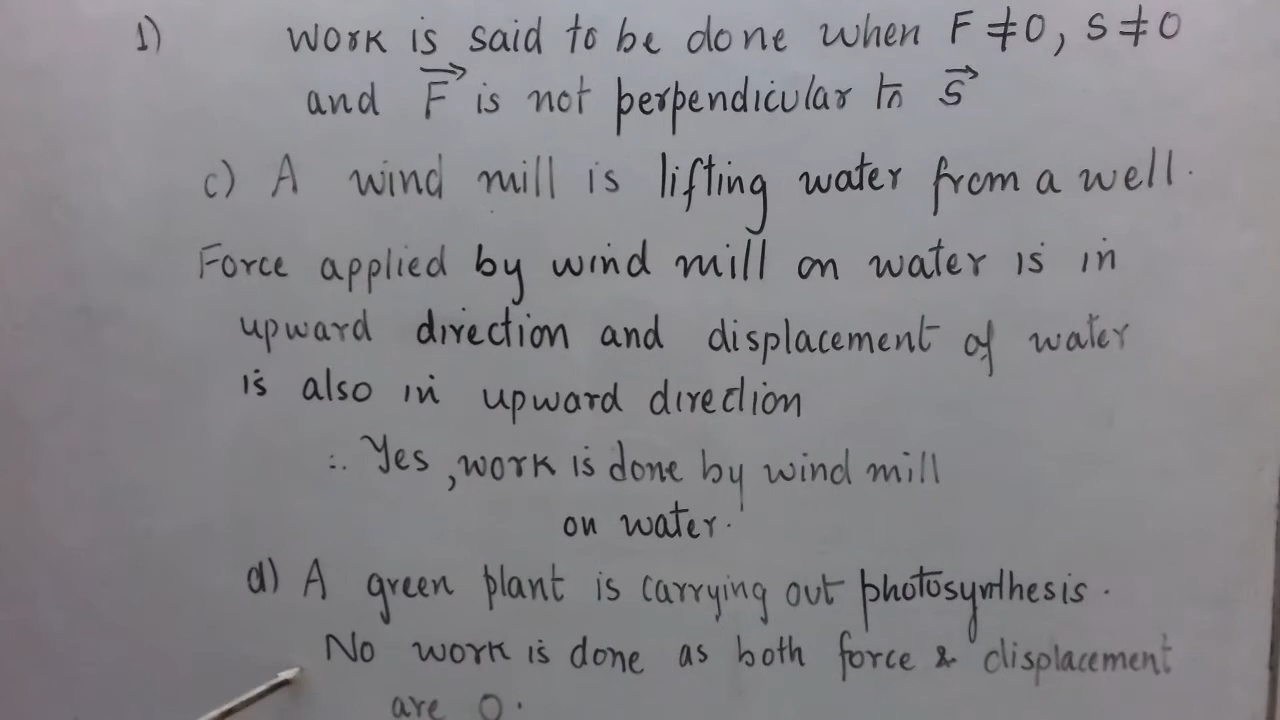 1) Work is said to be done when F ≠ 0, S ≠ 0
and F⃗ is not perpendicular to S⃗
c) A wind mill is lifting water from a well.
Force applied by wind mill on water is in
upward direction and displacement of water
is also in upward direction
∴ Yes, work is done by wind mill
on water.
d) A green plant is carrying out photosynthesis.
No work is done as both force & displacement
are 0.